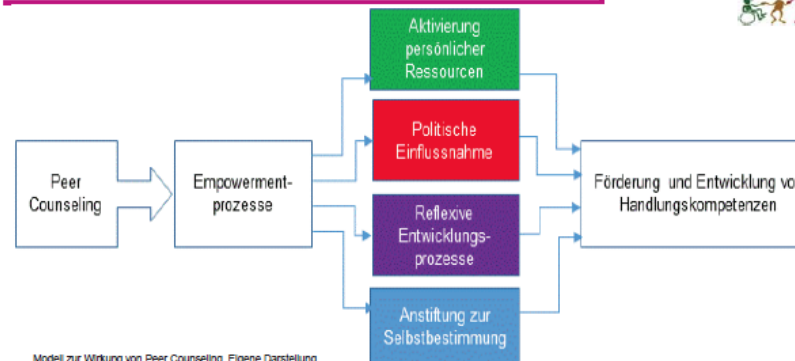 Aktivierung
persönlicher
Ressourcen
Politische
Einflussnahme
Peer
Counseling
Empowerment-
prozesse
Förderung und Entwicklung vo
Handlungskompetenzen
Reflexive
Entwicklungs-
prozesse
Anstiftung zur
Selbstbestimmung
Modell zur Wirkung von Peer Counseling, Eigene Darstellung